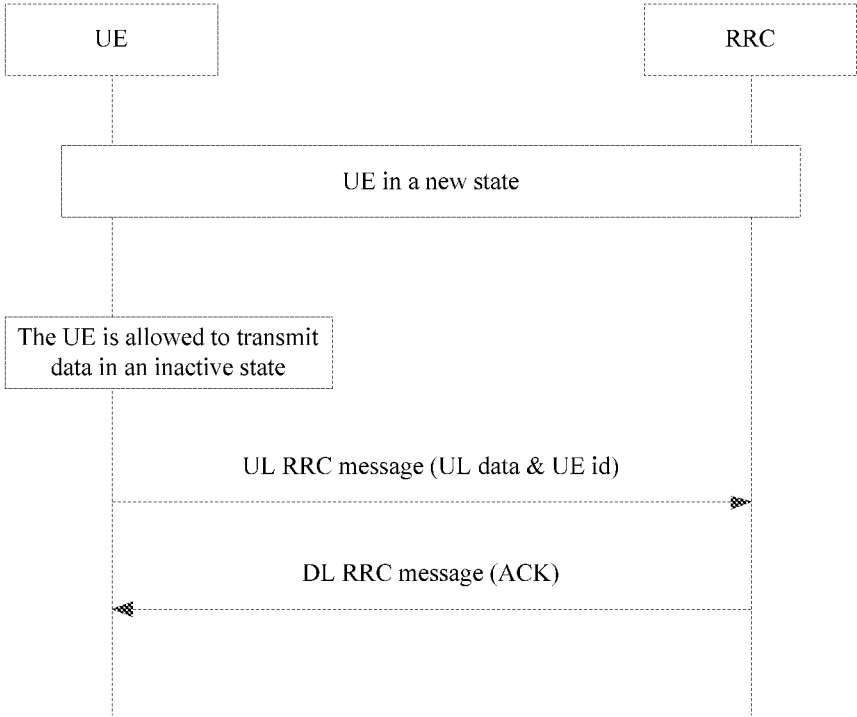 UE
RRC
UE in a new state
The UE is allowed to transmit
data in an inactive state
UL RRC message (UL data & UE id)
DL RRC message (ACK)